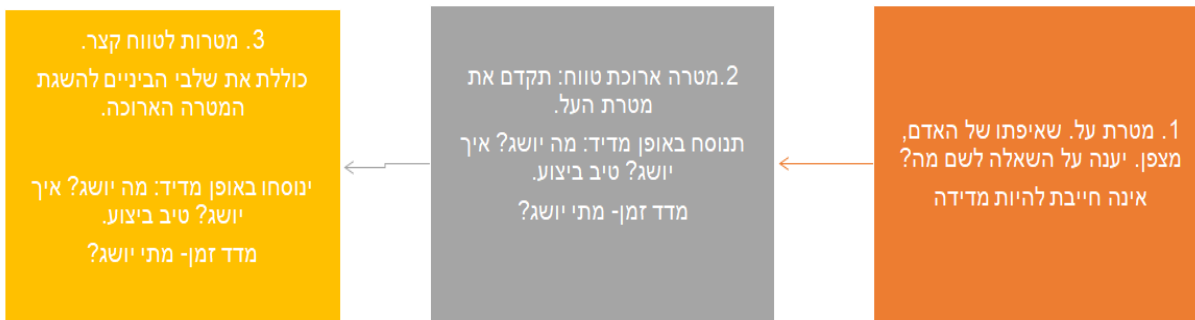 1. מטרת על. שאיפתו של האדם,
מצפן. יענה על השאלה לשם מה?
אינה חייבת להיות מדידה
2.מטרה ארוכת טווח: תקדם את
מטרת העל.
תנוסח באופן מדיד: מה יושג? איך
יושג? טיב ביצוע.
מדד זמן- מתי יושג?
3. מטרות לטווח קצר.
כוללת את שלבי הביניים להשגת
המטרה הארוכה.
ינוסחו באופן מדיד: מה יושג? איך
יושג? טיב ביצוע.
מדד זמן- מתי יושג?